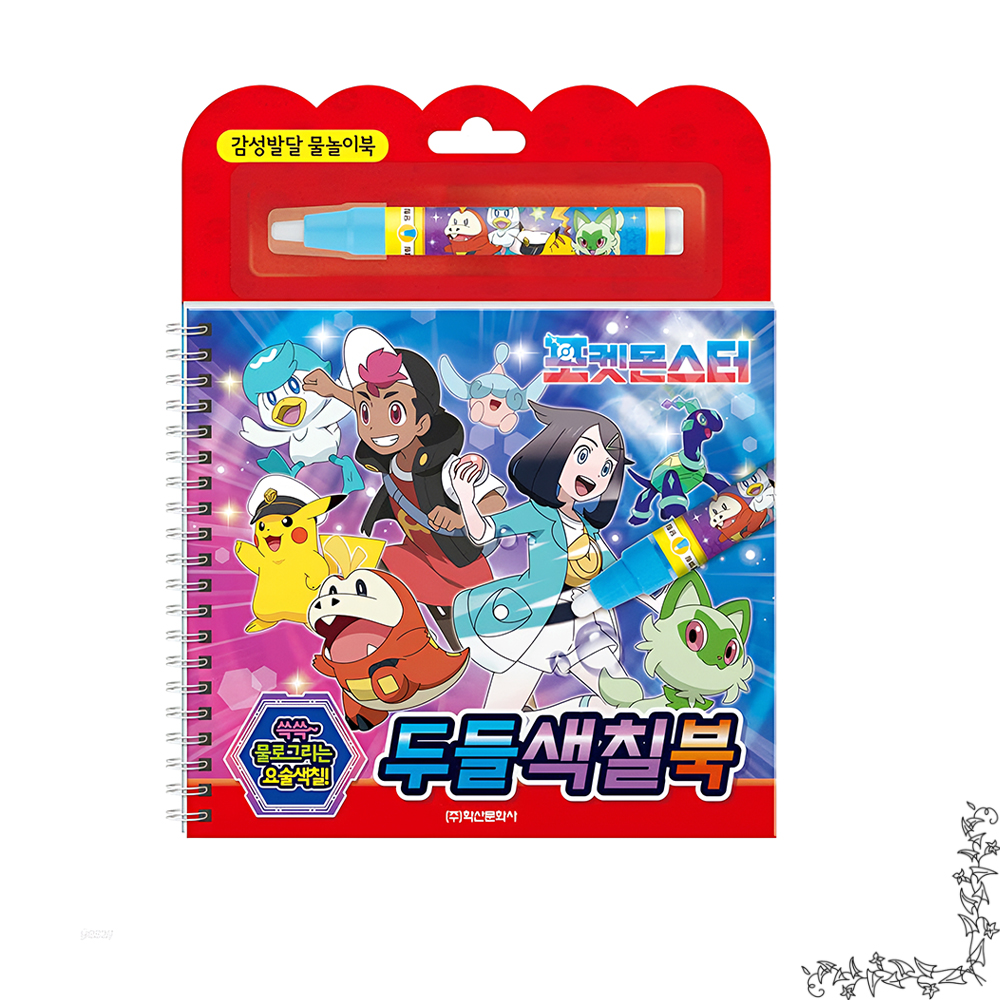 감성발달 물놀이북
포켓몬스터
쓱쓱~
물로그리는
요술색칠!
두들색칠북
(주)학산문화사
yes24